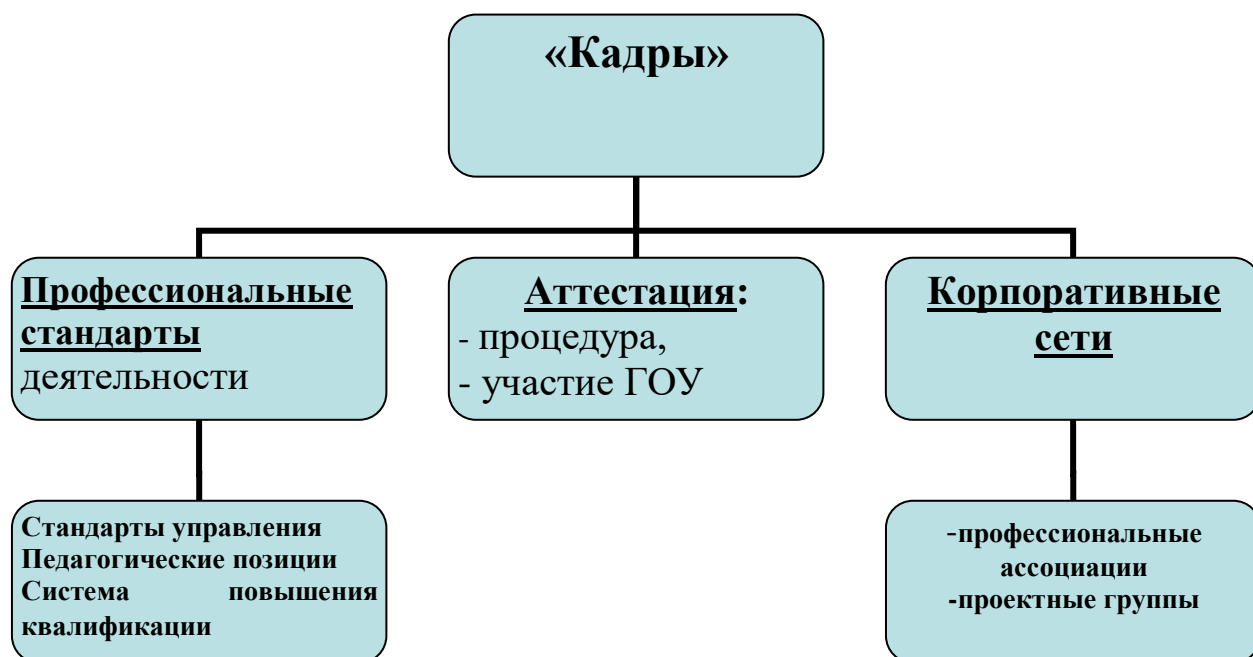 «Кадры»
Профессиональные
стандарты
деятельности
Аттестация:
- процедура,
- участие ГОУ
Корпоративные
сети
Стандарты управления
Педагогические позиции
Система повышения
квалификации
-профессиональные
ассоциации
-проектные группы